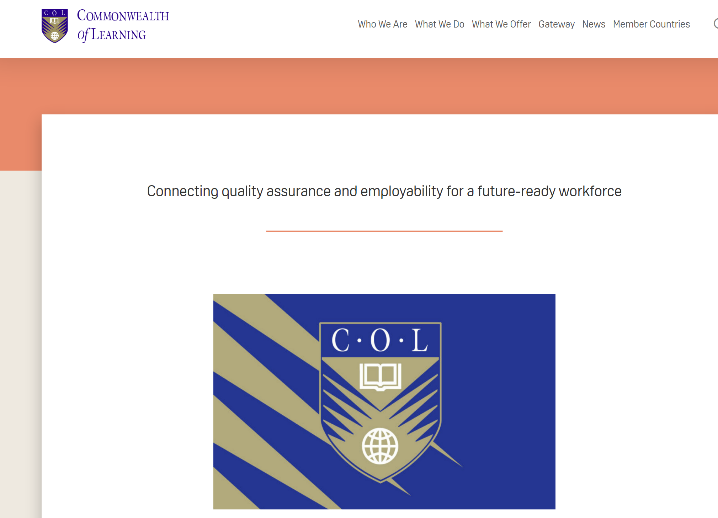 COMMONWEALTH
of LEARNING
C O L
Who We Are What We Do What We Offer Gateway News Member Countries
Connecting quality assurance and employability for a future-ready workforce
C·O·L